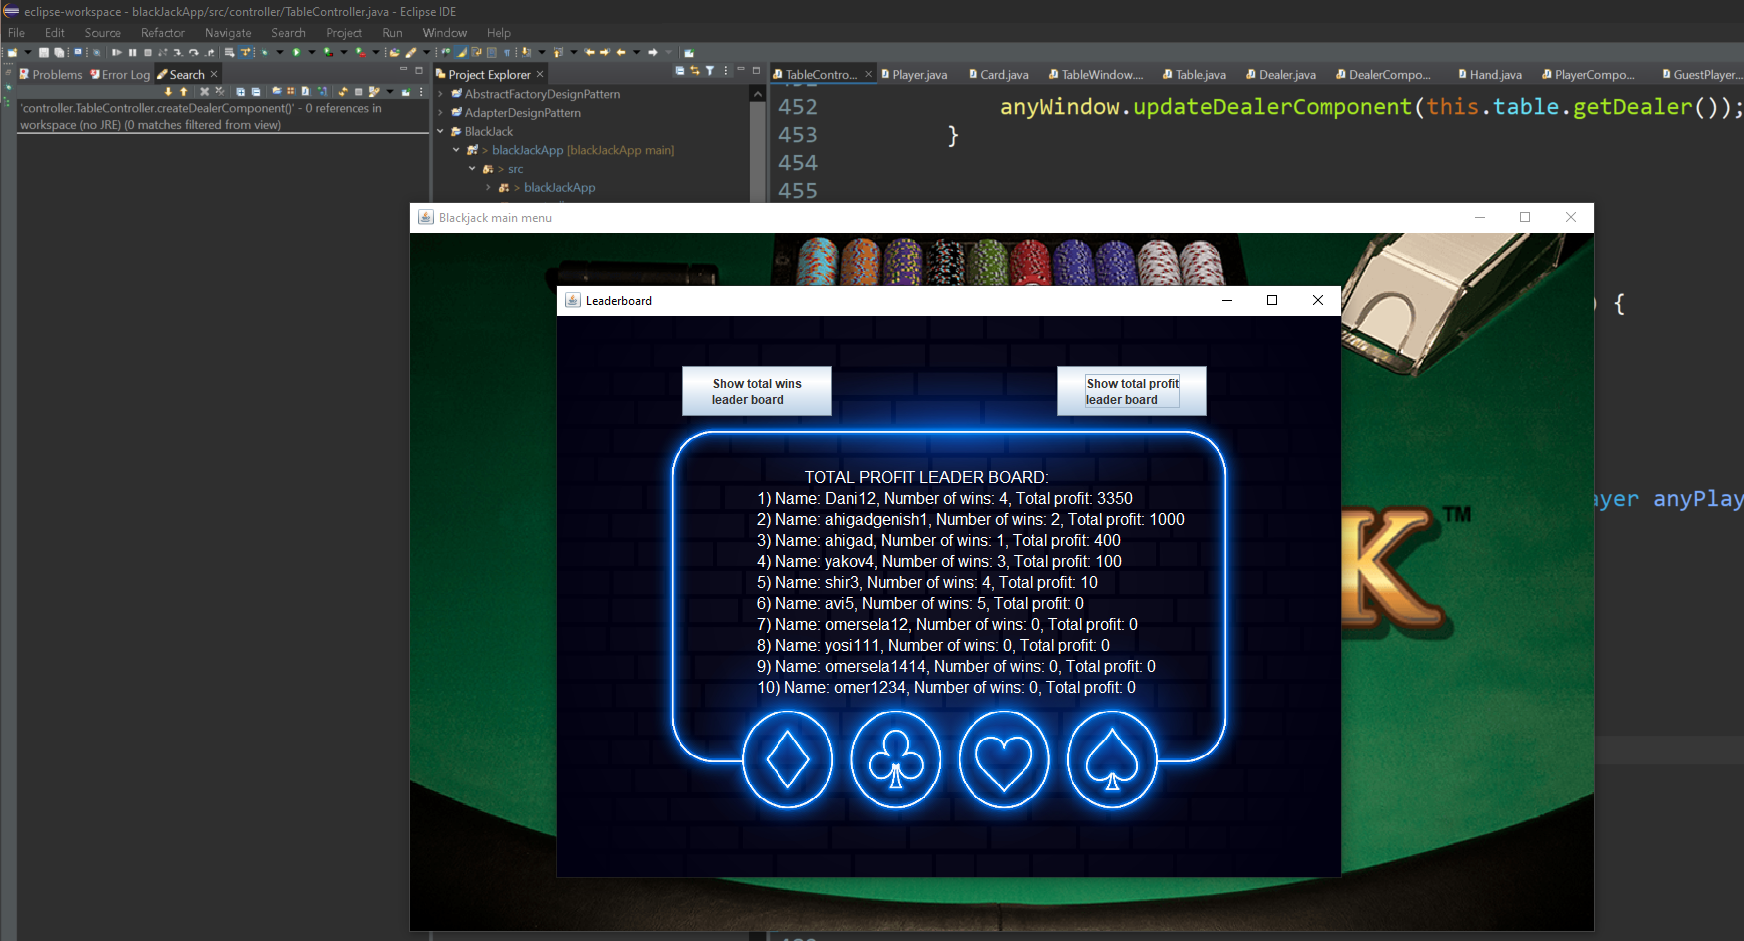 eclipse-workspace - blackJackApp/src/controller/TableController.java - Eclipse IDE
File Edit Source Refactor Navigate Search Project Run Window Help
Problems Error Log Search
'controller.TableController.createDealerComponent()' - 0 references in
workspace (no JRE) (0 matches filtered from view)
Project Explorer
AbstractFactoryDesignPattern
AdapterDesignPattern
BlackJack
> blackJackApp [blackJackApp main]
> src
> blackJackApp
TableContro... Player.java Card.java TableWindow.... Table.java Dealer.java DealerCompo... Hand.java PlayerCompo... GuestPlayer...
452 anyWindow.updateDealerComponent(this.table.getDealer());
453 }
454
455
) {
ayer anyPlay
Blackjack main menu
K TM
Leaderboard
Show total wins
leader board
Show total profit
leader board
TOTAL PROFIT LEADER BOARD:
1) Name: Dani12, Number of wins: 4, Total profit: 3350
2) Name: ahigadgenish1, Number of wins: 2, Total profit: 1000
3) Name: ahigad, Number of wins: 1, Total profit: 400
4) Name: yakov4, Number of wins: 3, Total profit: 100
5) Name: shir3, Number of wins: 4, Total profit: 10
6) Name: avi5, Number of wins: 5, Total profit: 0
7) Name: omersela12, Number of wins: 0, Total profit: 0
8) Name: yosi111, Number of wins: 0, Total profit: 0
9) Name: omersela1414, Number of wins: 0, Total profit: 0
10) Name: omer1234, Number of wins: 0, Total profit: 0